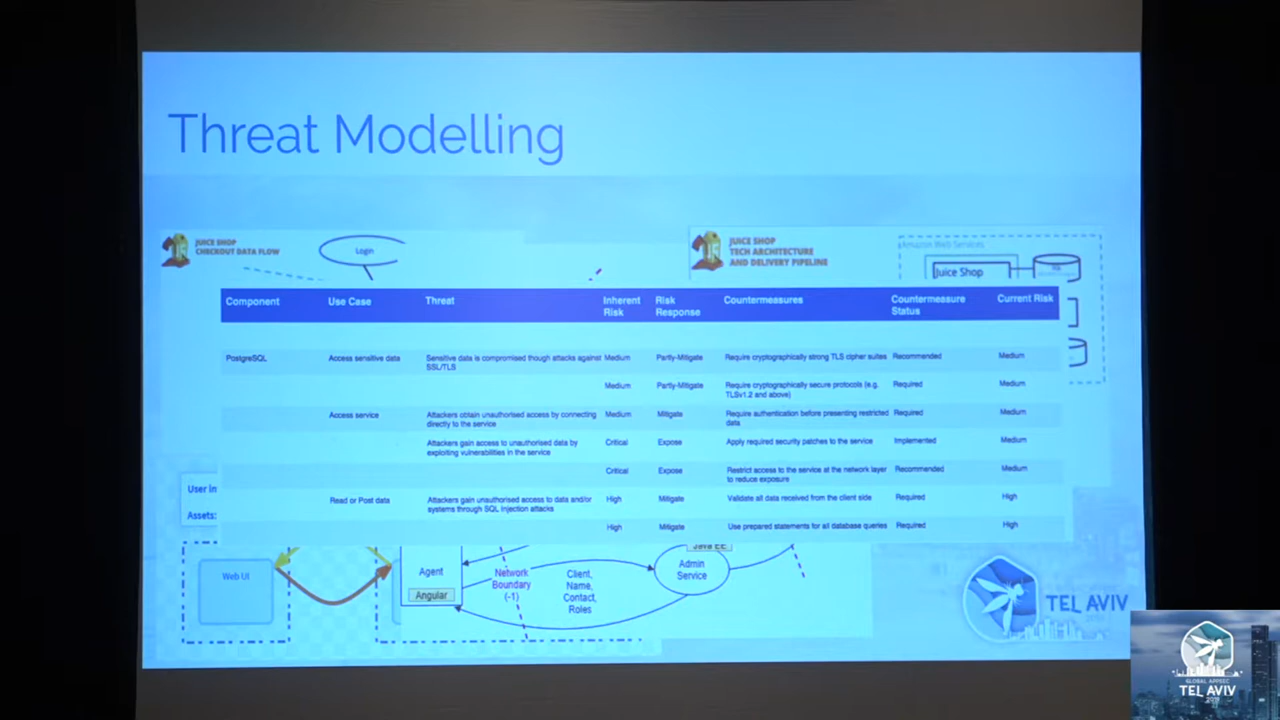 Threat Modelling
JUICE SHOP
CHECKOUT DATA FLOW
Login
JUICE SHOP
TECH ARCHITECTURE
AND DELIVERY PIPELINE
Amazon Web Services
Juice Shop
Component Use Case Threat Inherent Risk Risk Response Countermeasures Countermeasure Status Current Risk
PostgreSQL Access sensitive data Sensitive data is compromised though attacks against SSL/TLS Medium Partly-Mitigate Require cryptographically strong TLS cipher suites Recommended Medium
Medium Partly-Mitigate Require cryptographically secure protocols (e.g. TLSv1.2 and above) Required Medium
Access service Attackers obtain unauthorised access by connecting directly to the service Medium Mitigate Require authentication before presenting restricted data Required Medium
Attackers gain access to unauthorised data by exploiting vulnerabilities in the service Critical Expose Apply required security patches to the service Implemented Medium
Critical Expose Restrict access to the service at the network layer to reduce exposure Recommended Medium
Read or Post data Attackers gain unauthorised access to data and/or systems through SQL Injection attacks High Mitigate Validate all data received from the client side Required High
High Mitigate Use prepared statements for all database queries Required High
User in
Assets:
Web UI
Agent
Angular
Network
Boundary
(-1)
Client,
Name,
Contact,
Roles
Java EE
Admin
Service
TEL AVIV
GLOBAL APPSEC
TEL AVIV